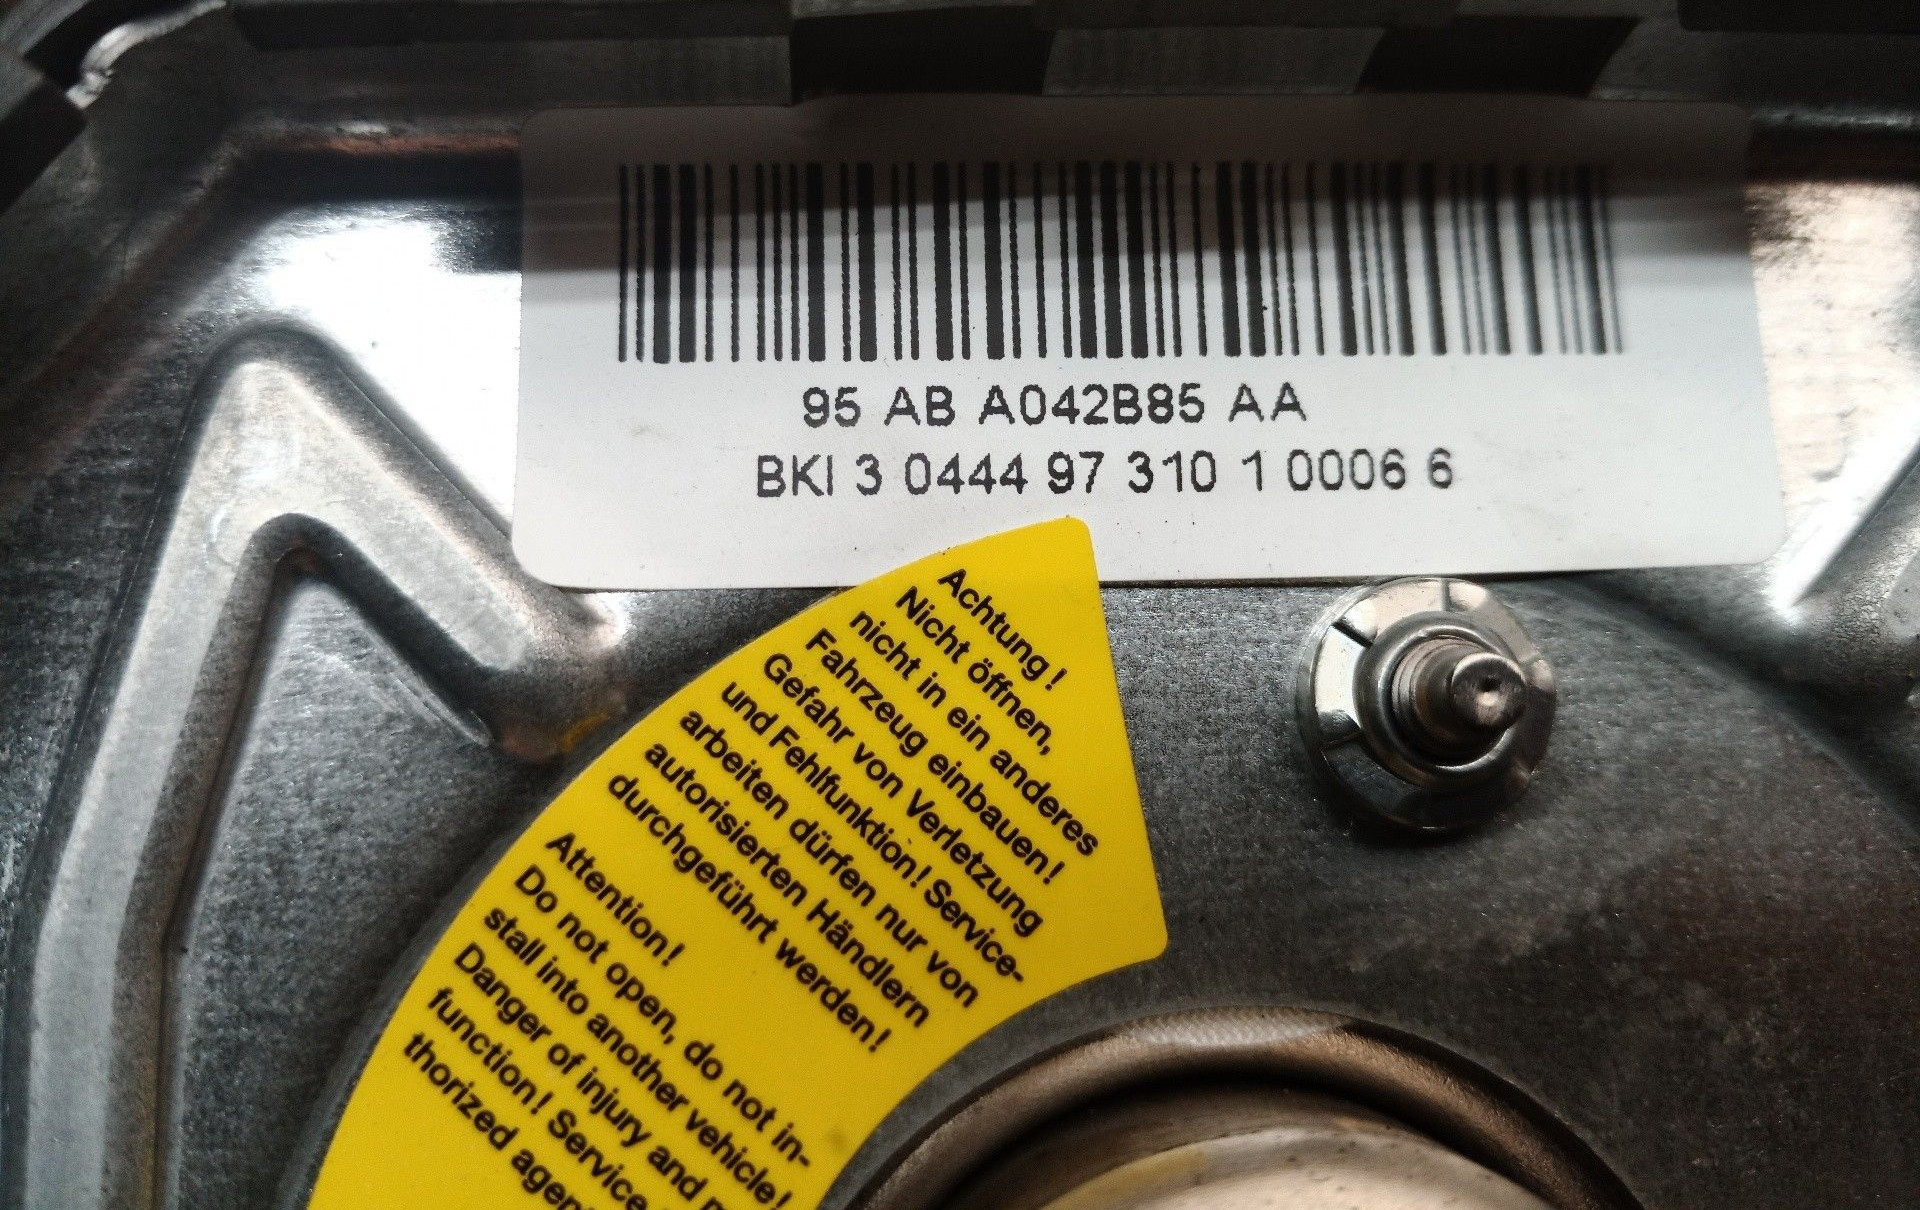 95 AB A042B85 AA
BKI 3 0444 97 310 1 0006 6
Achtung!
Nicht öffnen,
nicht in ein anderes
Fahrzeug einbauen!
Gefahr von Verletzung
und Fehlfunktion! Service-
arbeiten dürfen nur von
autorisierten Händlern
durchgeführt werden!
Attention!
Do not open, do not in-
stall into another vehicle!
Danger of injury and
function! Service
thorized